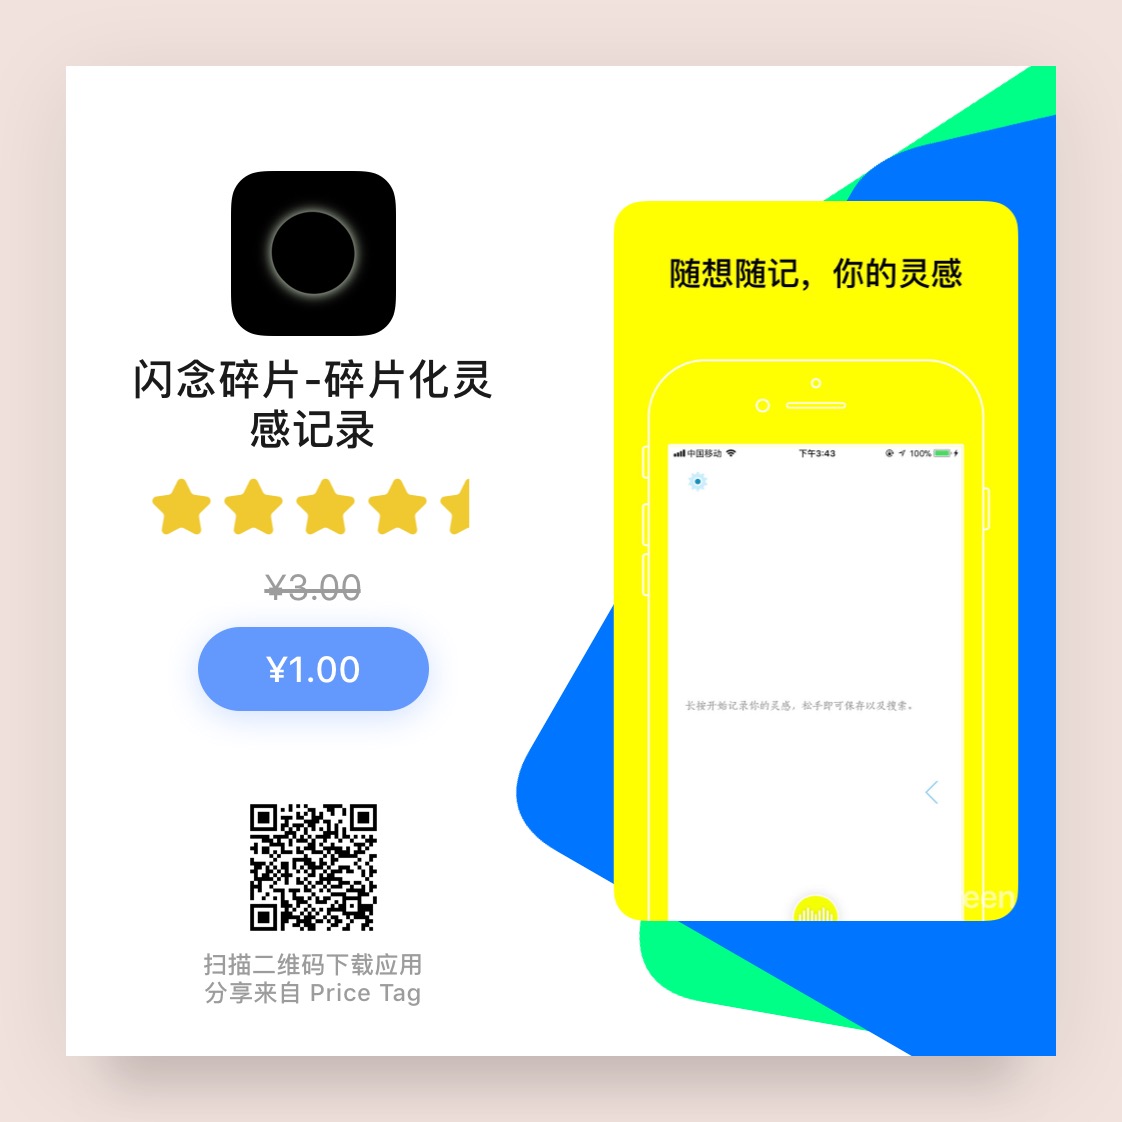 闪念碎片-碎片化灵
感记录
¥3.00
¥1.00
扫描二维码下载应用
分享来自 Price Tag
随想随记，你的灵感
中国移动 下午3:43 100%
长按开始记录你的灵感，松手即可保存以及搜索。
een